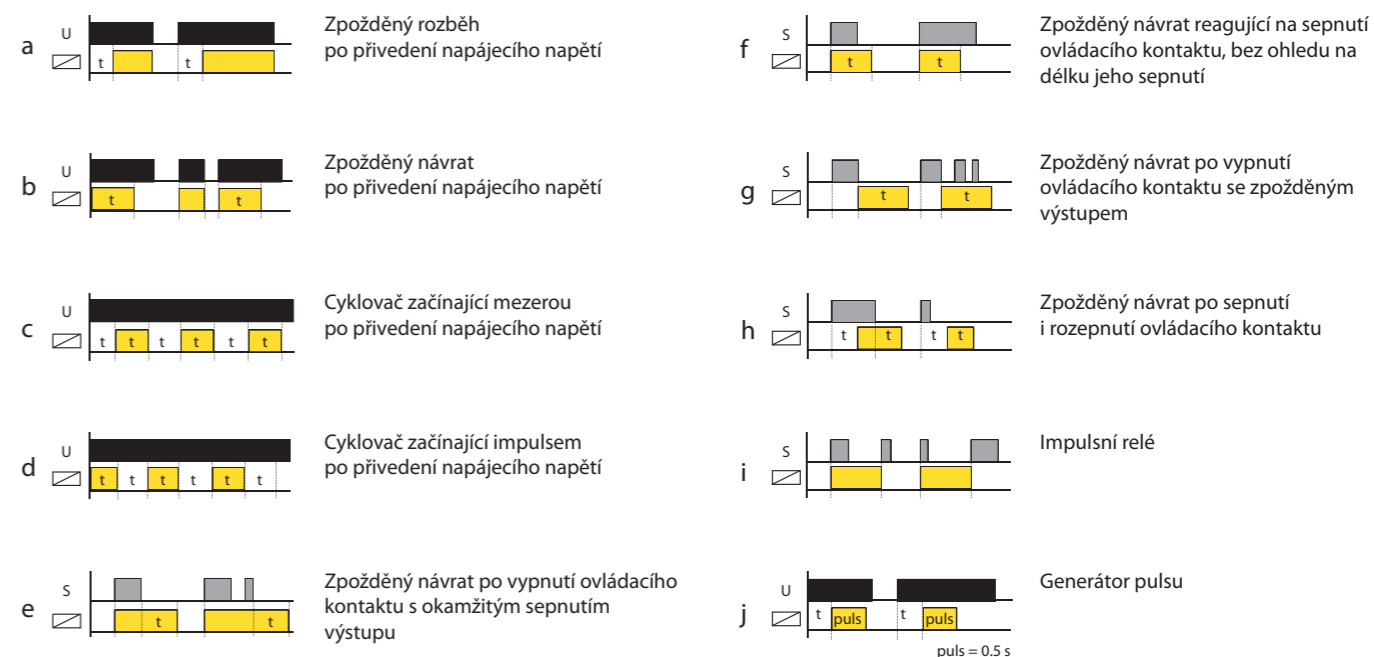 a
U
t
t
Zpožděný rozběh
po přivedení napájecího napětí
b
U
t
t
Zpožděný návrat
po přivedení napájecího napětí
c
U
t t t t t t
Cyklovač začínající mezerou
po přivedení napájecího napětí
d
U
t t t t t t
Cyklovač začínající impulsem
po přivedení napájecího napětí
e
S
t
t
Zpožděný návrat po vypnutí ovládacího
kontaktu s okamžitým sepnutím
výstupu
f
S
t
t
Zpožděný návrat reagující na sepnutí
ovládacího kontaktu, bez ohledu na
délku jeho sepnutí
g
S
t
t
Zpožděný návrat po vypnutí
ovládacího kontaktu se zpožděným
výstupem
h
S
t t t t
Zpožděný návrat po sepnutí
i rozepnutí ovládacího kontaktu
i
S
Impulsní relé
j
U
t puls t puls
puls = 0.5 s
Generátor pulsu